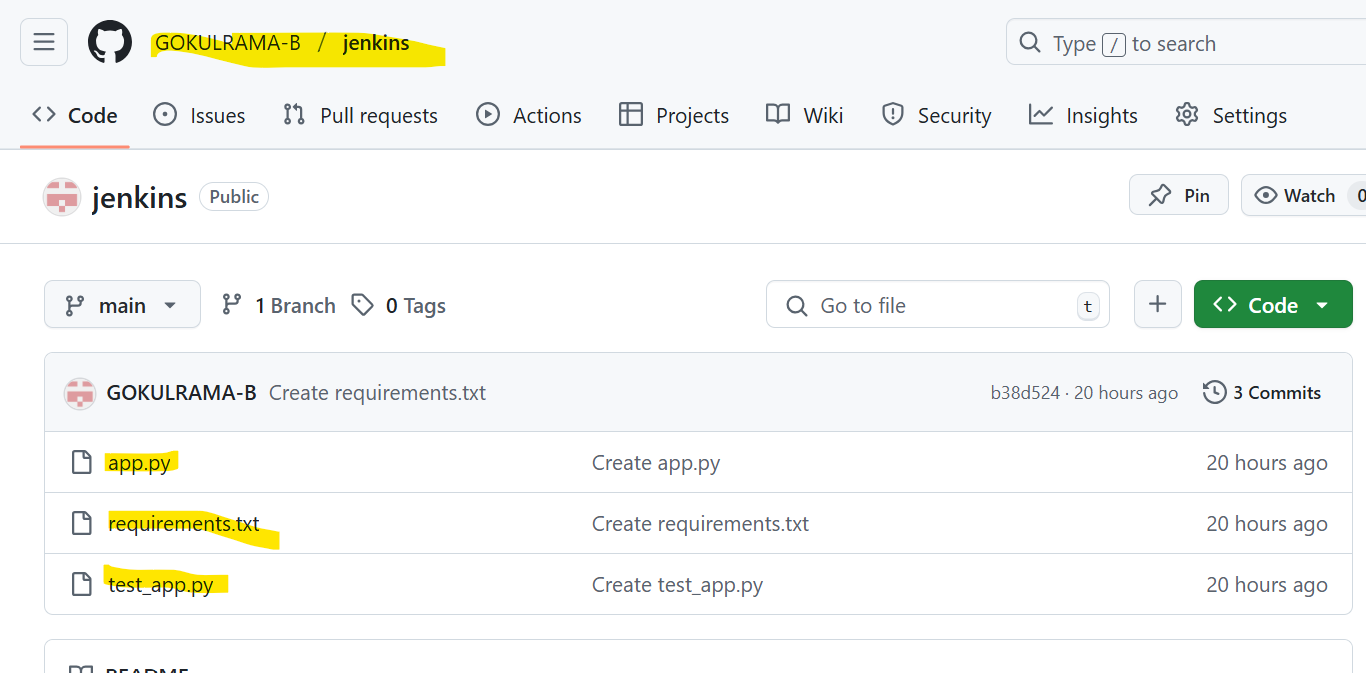 GOKULRAMA-B / jenkins
Type / to search
Code Issues Pull requests Actions Projects Wiki Security Insights Settings
jenkins Public Pin Watch 0
main 1 Branch 0 Tags Go to file t + Code
GOKULRAMA-B Create requirements.txt b38d524 · 20 hours ago 3 Commits
app.py Create app.py 20 hours ago
requirements.txt Create requirements.txt 20 hours ago
test_app.py Create test_app.py 20 hours ago
README